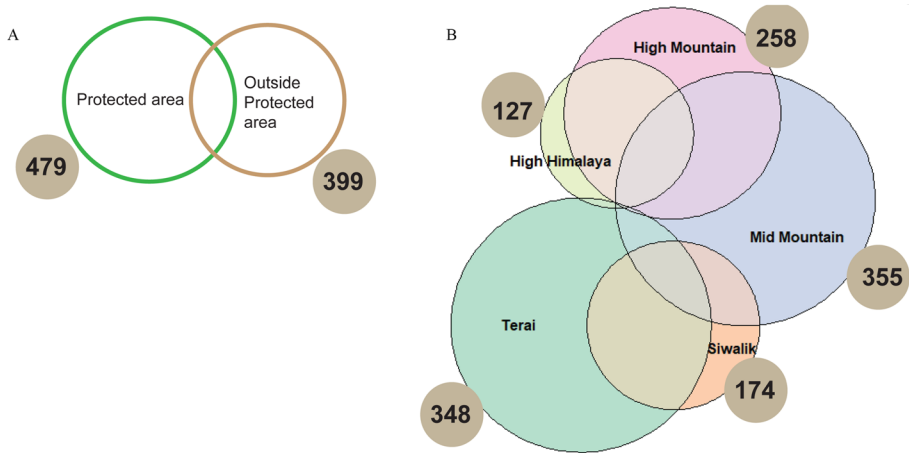 A
Protected area
Outside
Protected
area
479
399
B
High Mountain
258
127
High Himalaya
Mid Mountain
355
Terai
Siwalik
174
348